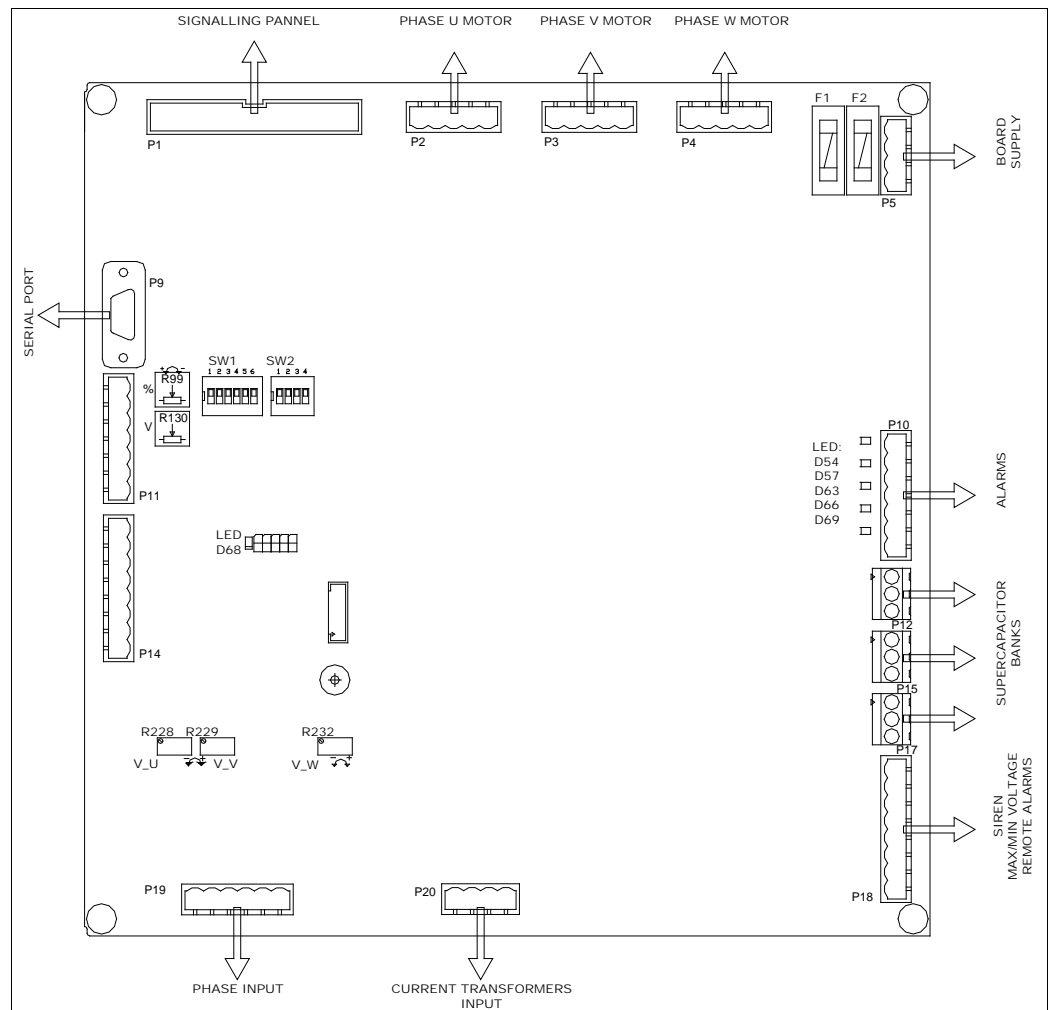 SIGNALLING PANNEL
PHASE U MOTOR
PHASE V MOTOR
PHASE W MOTOR
P1
P2
P3
P4
F1
F2
P5
BOARD
SUPPLY
SERIAL PORT
P9
+ -
R99
%
R130
V
SW1
1 2 3 4 5 6
SW2
1 2 3 4
P11
P10
LED:
D54
D57
D63
D66
D69
ALARMS
LED
D68
P14
P12
P15
P17
SUPERCAPACITOR
BANKS
R228
R229
V_U
- +
V_V
R232
V_W
- +
SIREN
MAX/MIN VOLTAGE
REMOTE ALARMS
P18
P19
P20
PHASE INPUT
CURRENT TRANSFORMERS
INPUT